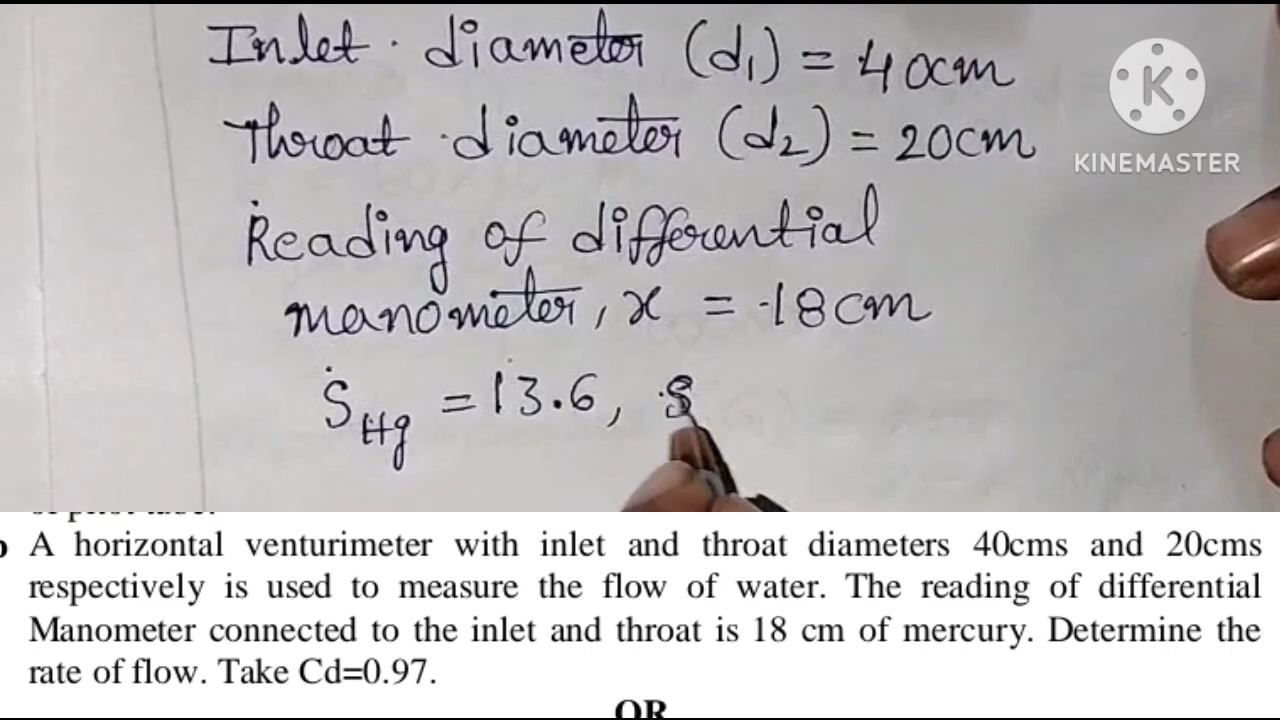 Inlet diameter (d1) = 40cm
Throat diameter (d2) = 20cm
Reading of differential
manometer, x = 18cm
SHg = 13.6, S
K
KINEMASTER
of pitot tube.
b A horizontal venturimeter with inlet and throat diameters 40cms and 20cms
respectively is used to measure the flow of water. The reading of differential
Manometer connected to the inlet and throat is 18 cm of mercury. Determine the
rate of flow. Take Cd=0.97.
OR